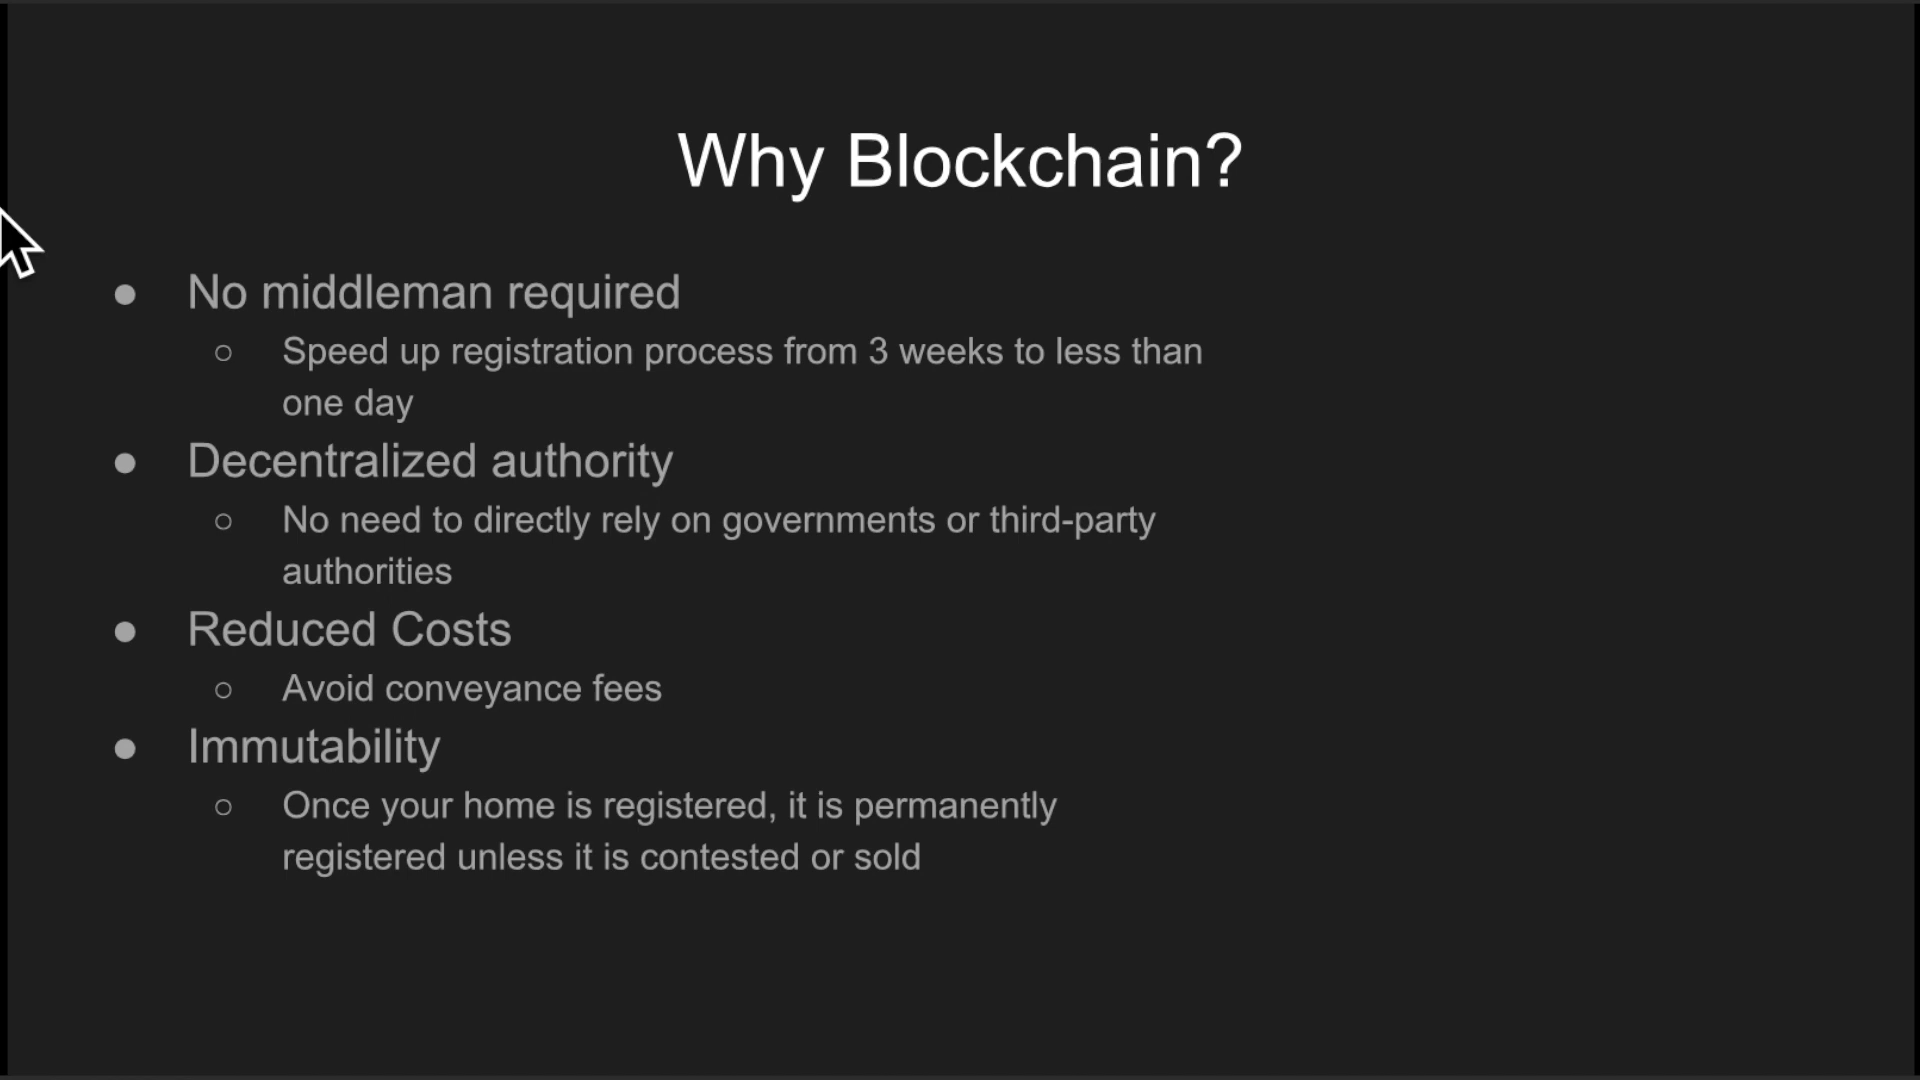 Why Blockchain?
● No middleman required
○ Speed up registration process from 3 weeks to less than
one day
● Decentralized authority
○ No need to directly rely on governments or third-party
authorities
● Reduced Costs
○ Avoid conveyance fees
● Immutability
○ Once your home is registered, it is permanently
registered unless it is contested or sold